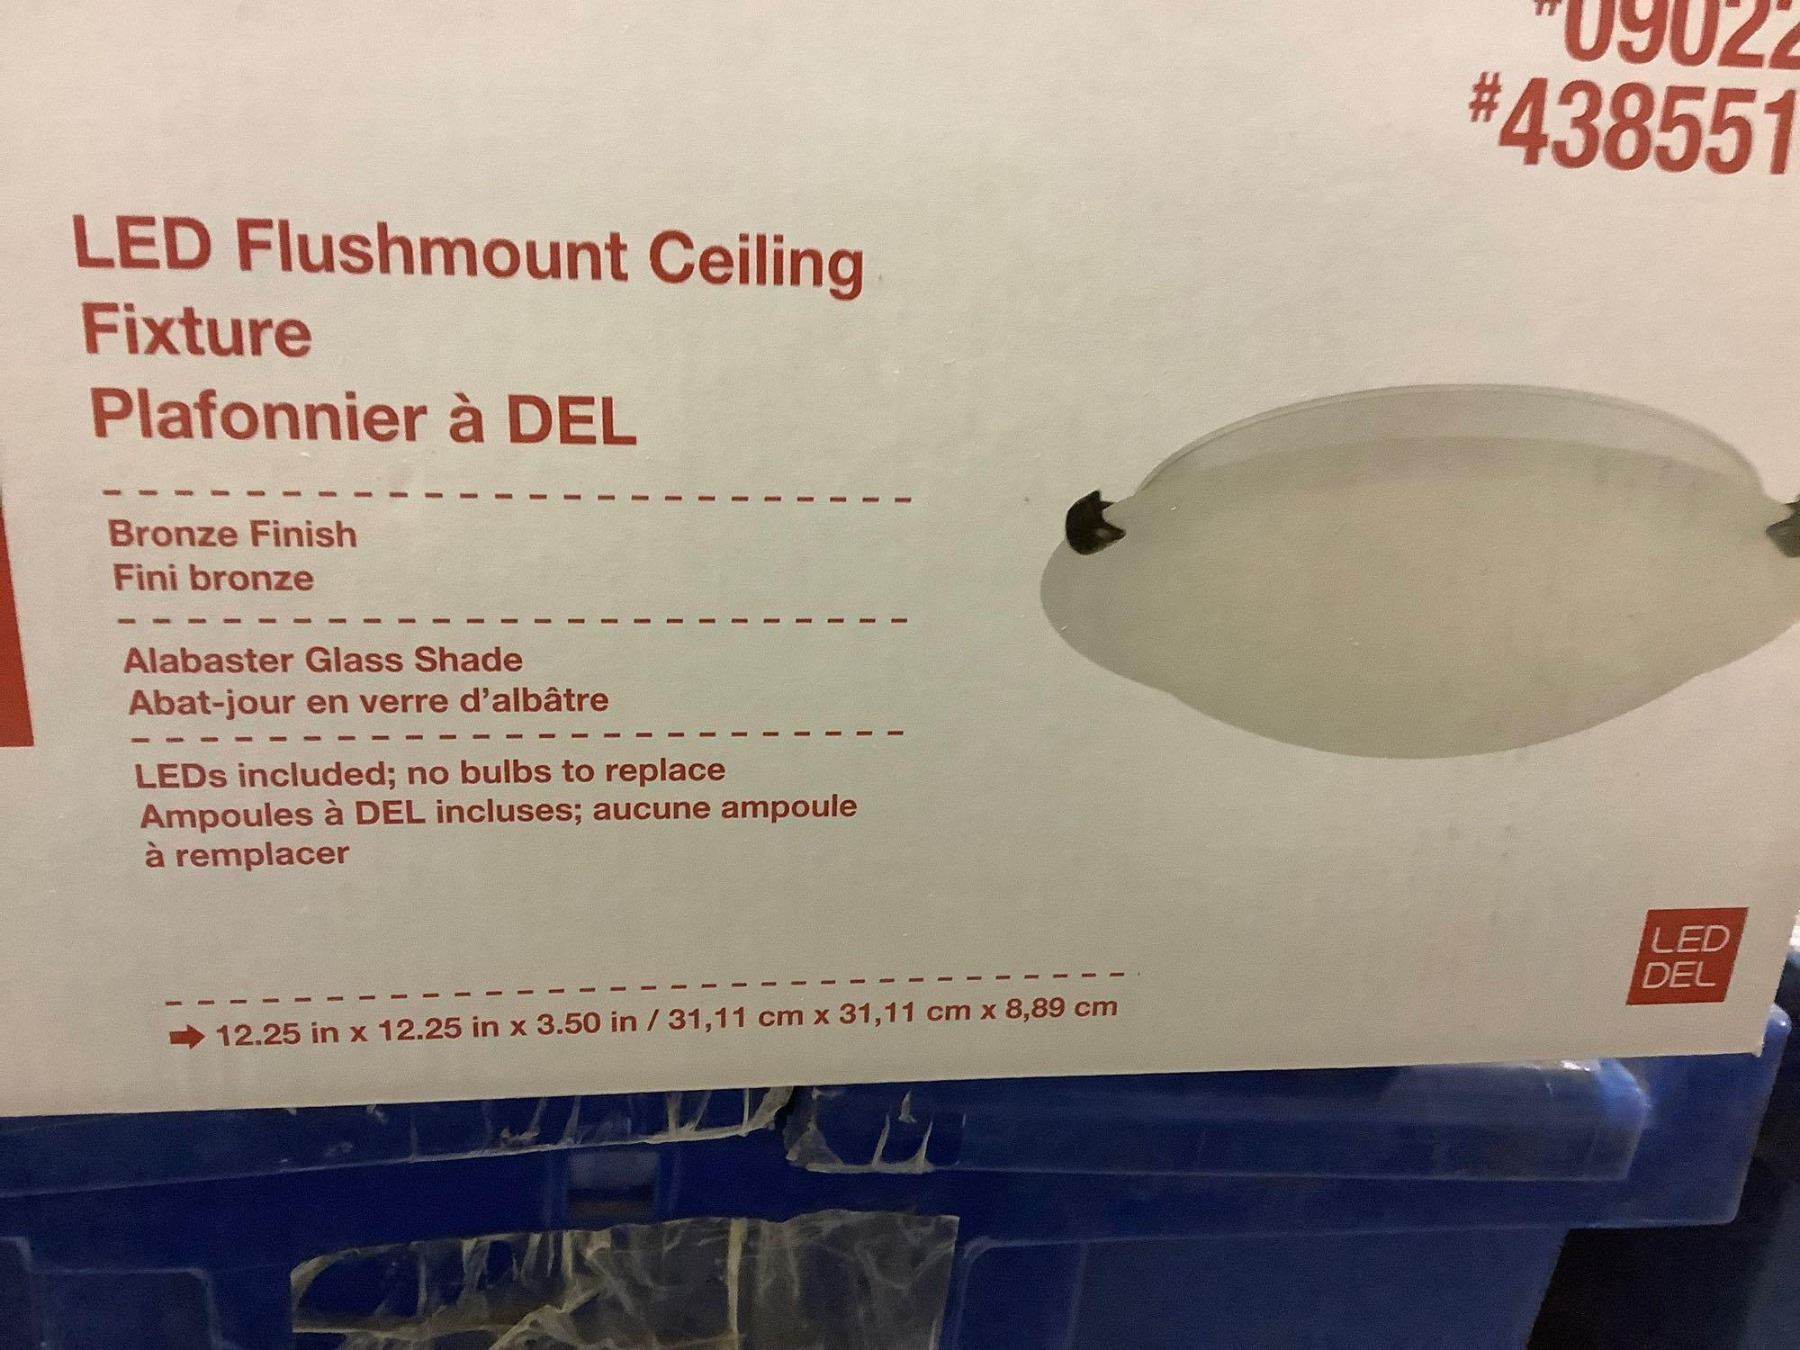 #438551
LED Flushmount Ceiling
Fixture
Plafonnier à DEL
Bronze Finish
Fini bronze
Alabaster Glass Shade
Abat-jour en verre d'albâtre
LEDs included; no bulbs to replace
Ampoules à DEL incluses; aucune ampoule
à remplacer
12.25 in x 12.25 in x 3.50 in / 31,11 cm x 31,11 cm x 8,89 cm
LED
DEL